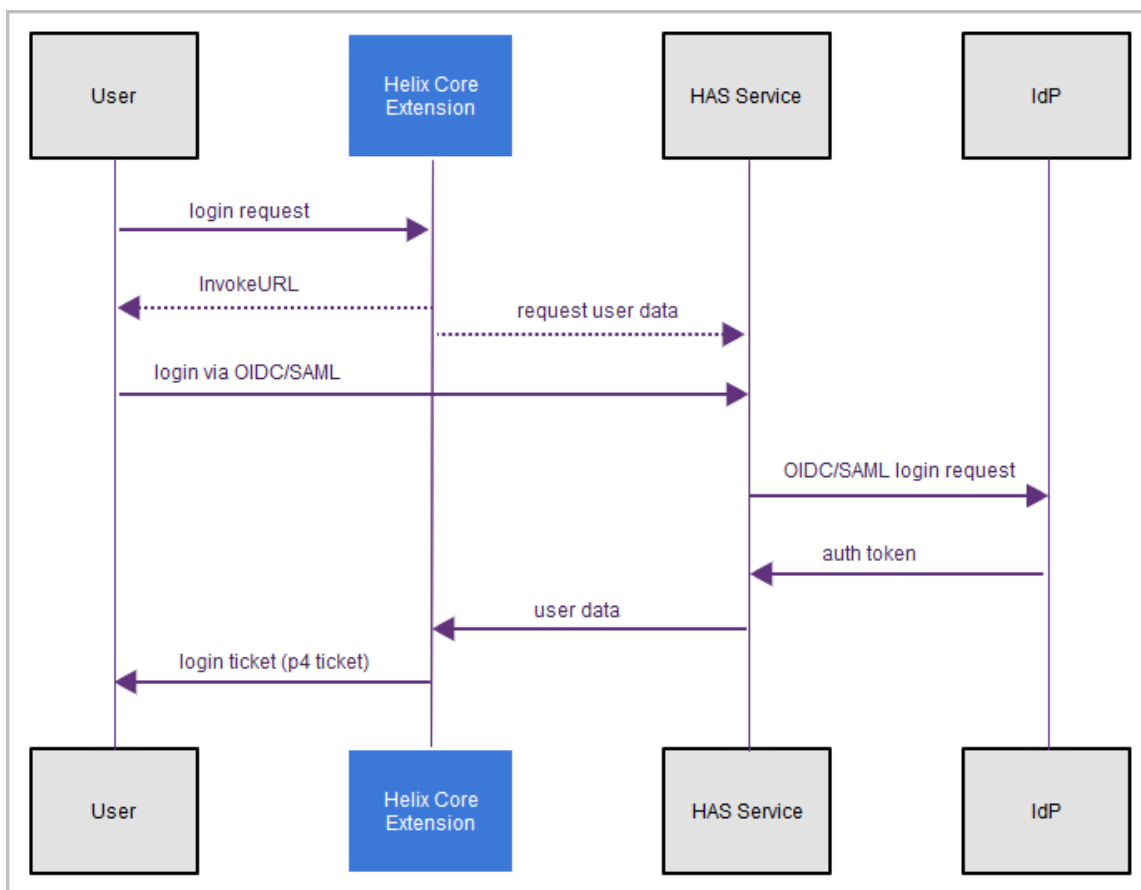 User
Helix Core
Extension
HAS Service
IdP
login request
InvokeURL
request user data
login via OIDC/SAML
OIDC/SAML login request
auth token
user data
login ticket (p4 ticket)
User
Helix Core
Extension
HAS Service
IdP